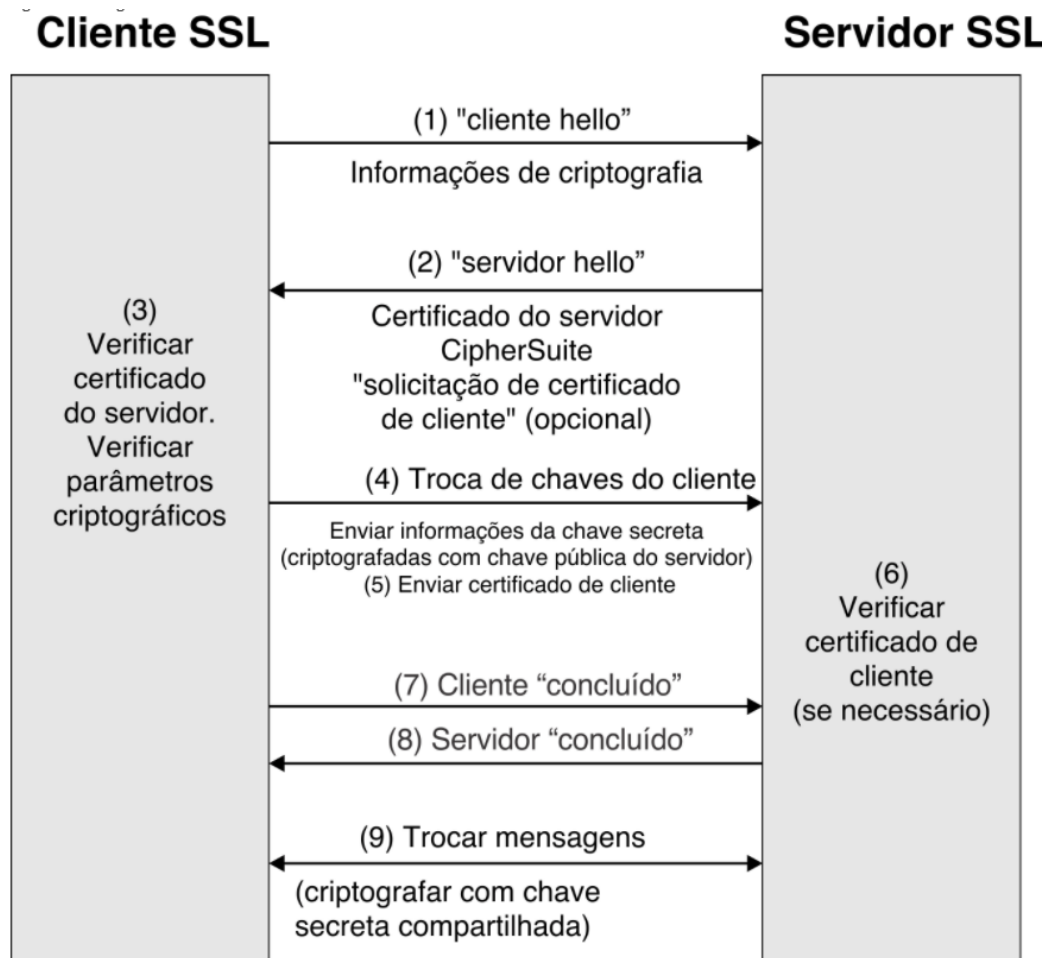 Cliente SSL
Servidor SSL
(1) "cliente hello”
Informações de criptografia
(2) "servidor hello”
Certificado do servidor
CipherSuite
"solicitação de certificado
de cliente" (opcional)
(3)
Verificar
certificado
do servidor.
Verificar
parâmetros
criptográficos
(4) Troca de chaves do cliente
Enviar informações da chave secreta
(criptografadas com chave pública do servidor)
(5) Enviar certificado de cliente
(6)
Verificar
certificado de
cliente
(se necessário)
(7) Cliente “concluído”
(8) Servidor “concluído”
(9) Trocar mensagens
(criptografar com chave
secreta compartilhada)